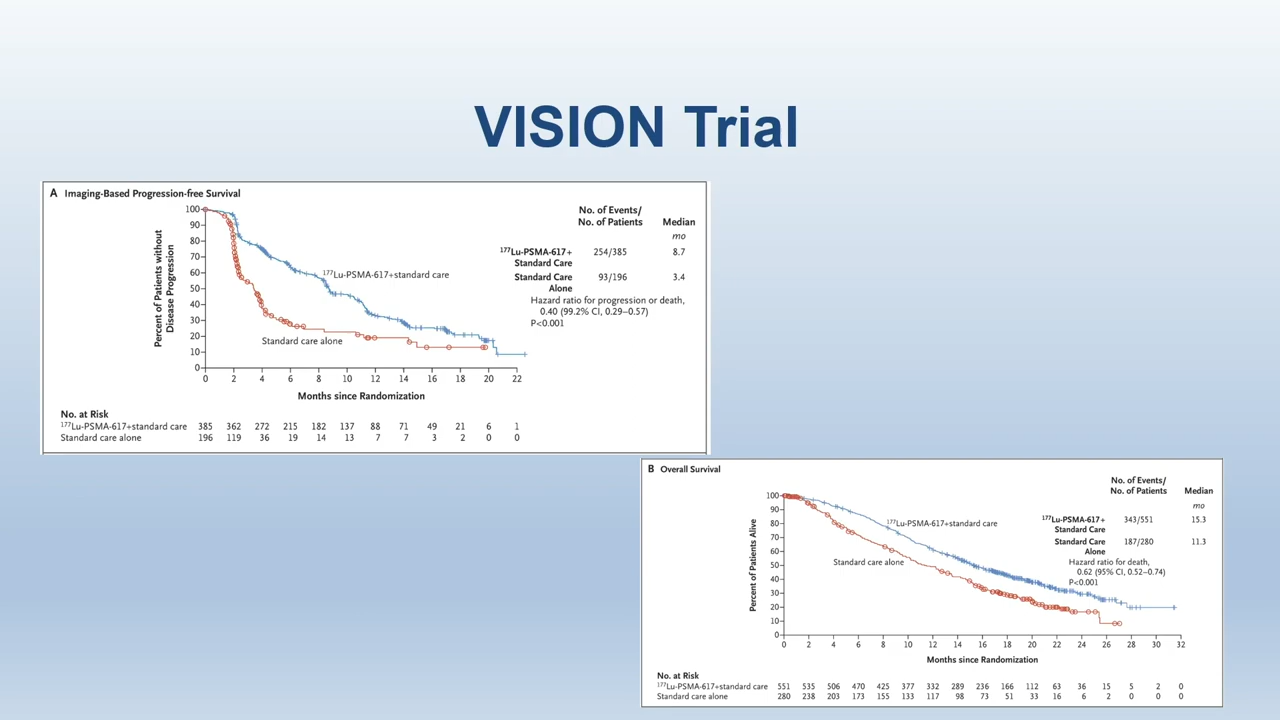 VISION Trial
A Imaging-Based Progression-free Survival
Percent of Patients without
Disease Progression
100
90
80
70
60
50
40
30
20
10
0
0 2 4 6 8 10 12 14 16 18 20 22
Months since Randomization
¹⁷⁷Lu-PSMA-617+standard care
Standard care alone
No. of Events/
No. of Patients Median
mo
¹⁷⁷Lu-PSMA-617+
Standard Care 254/385 8.7
Standard Care
Alone 93/196 3.4
Hazard ratio for progression or death,
0.40 (99.2% CI, 0.29–0.57)
P<0.001
No. at Risk
¹⁷⁷Lu-PSMA-617+standard care 385 362 272 215 182 137 88 71 49 21 6 1
Standard care alone 196 119 36 19 14 13 7 7 3 2 0 0
B Overall Survival
Percent of Patients Alive
100
90
80
70
60
50
40
30
20
10
0
0 2 4 6 8 10 12 14 16 18 20 22 24 26 28 30 32
Months since Randomization
¹⁷⁷Lu-PSMA-617+standard care
Standard care alone
No. of Events/
No. of Patients Median
mo
¹⁷⁷Lu-PSMA-617+
Standard Care 343/551 15.3
Standard Care
Alone 187/280 11.3
Hazard ratio for death,
0.62 (95% CI, 0.52–0.74)
P<0.001
No. at Risk
¹⁷⁷Lu-PSMA-617+standard care 551 535 506 470 425 377 332 289 236 166 112 63 36 15 5 2 0
Standard care alone 280 238 203 173 155 133 117 98 73 51 33 16 6 2 0 0 0